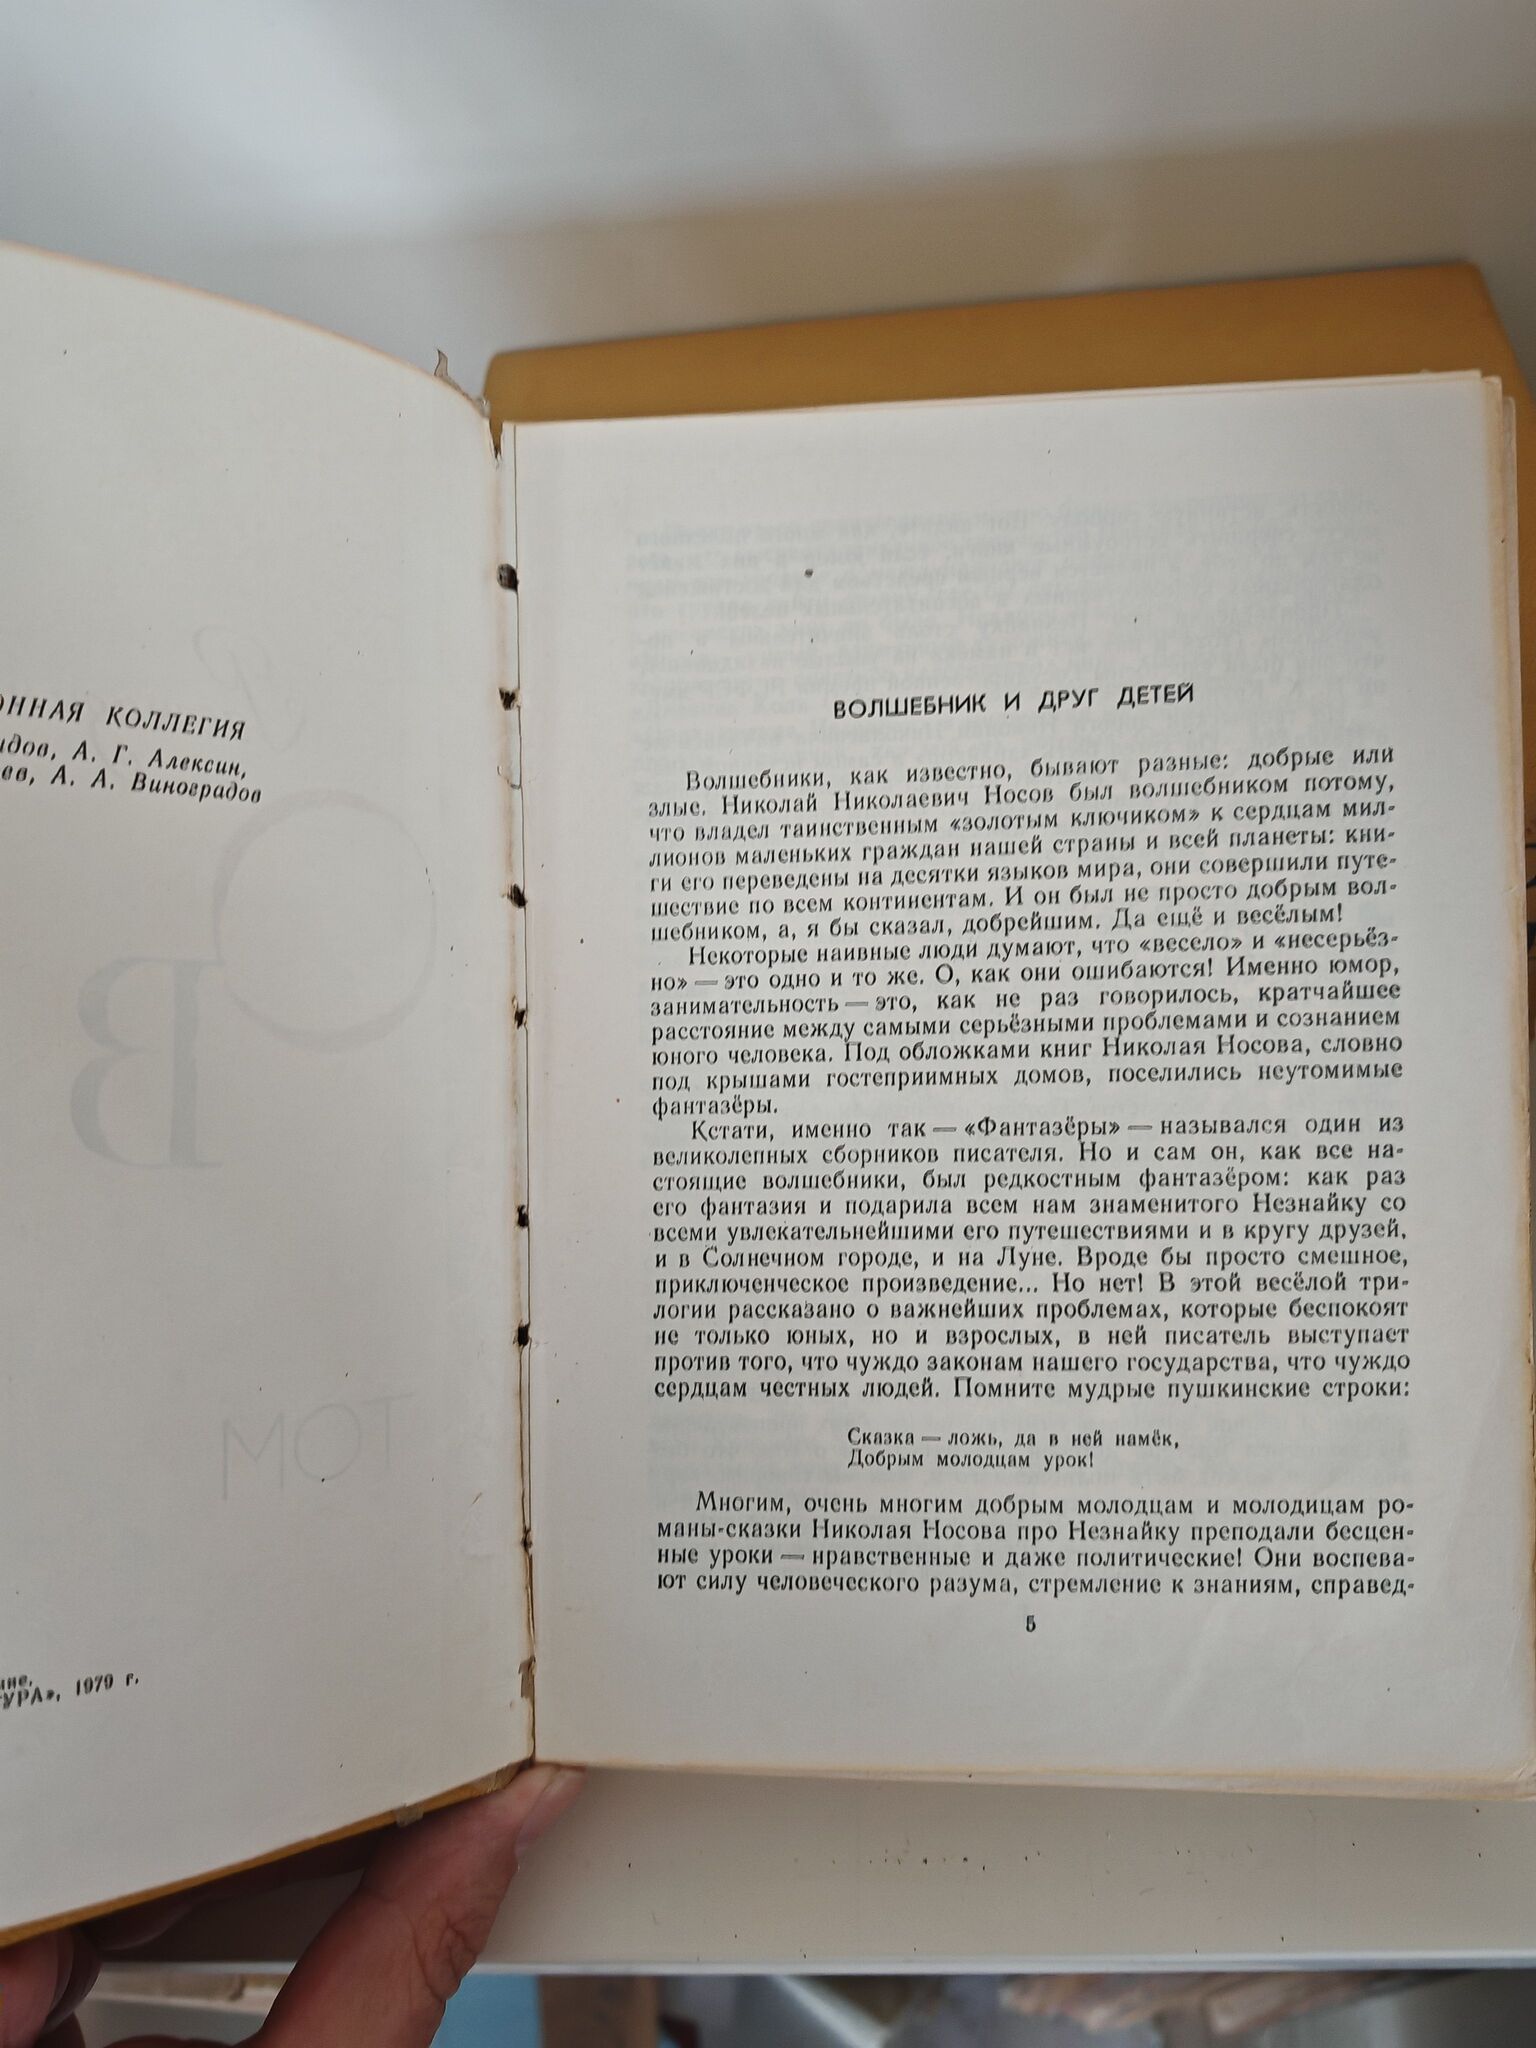 КОЛЛЕГИЯ
А. Г. Алексин,
А. А. Виноградов
1979 г.
ВОЛШЕБНИК И ДРУГ ДЕТЕЙ
Волшебники, как известно, бывают разные: добрые или
злые. Николай Николаевич Носов был волшебником потому,
что владел таинственным «золотым ключиком» к сердцам мил-
лионов маленьких граждан нашей страны и всей планеты: кни-
ги его переведены на десятки языков мира, они совершили путе-
шествие по всем континентам. И он был не просто добрым вол-
шебником, а, я бы сказал, добрейшим. Да ещё и весёлым!
Некоторые наивные люди думают, что «весело» и «несерьёз-
но» — это одно и то же. О, как они ошибаются! Именно юмор,
занимательность — это, как не раз говорилось, кратчайшее
расстояние между самыми серьёзными проблемами и сознанием
юного человека. Под обложками книг Николая Носова, словно
под крышами гостеприимных домов, поселились неутомимые
фантазёры.
Кстати, именно так — «Фантазёры» — назывался один из
великолепных сборников писателя. Но и сам он, как все на-
стоящие волшебники, был редкостным фантазёром: как раз
его фантазия и подарила всем нам знаменитого Незнайку со
всеми увлекательнейшими его путешествиями и в кругу друзей,
и в Солнечном городе, и на Луне. Вроде бы просто смешное,
приключенческое произведение... Но нет! В этой весёлой три-
логии рассказано о важнейших проблемах, которые беспокоят
не только юных, но и взрослых, в ней писатель выступает
против того, что чуждо законам нашего государства, что чуждо
сердцам честных людей. Помните мудрые пушкинские строки:
Сказка — ложь, да в ней намёк,
Добрым молодцам урок!
Многим, очень многим добрым молодцам и молодицам ро-
маны-сказки Николая Носова про Незнайку преподали бесцен-
ные уроки — нравственные и даже политические! Они воспева-
ют силу человеческого разума, стремление к знаниям, справед-
5